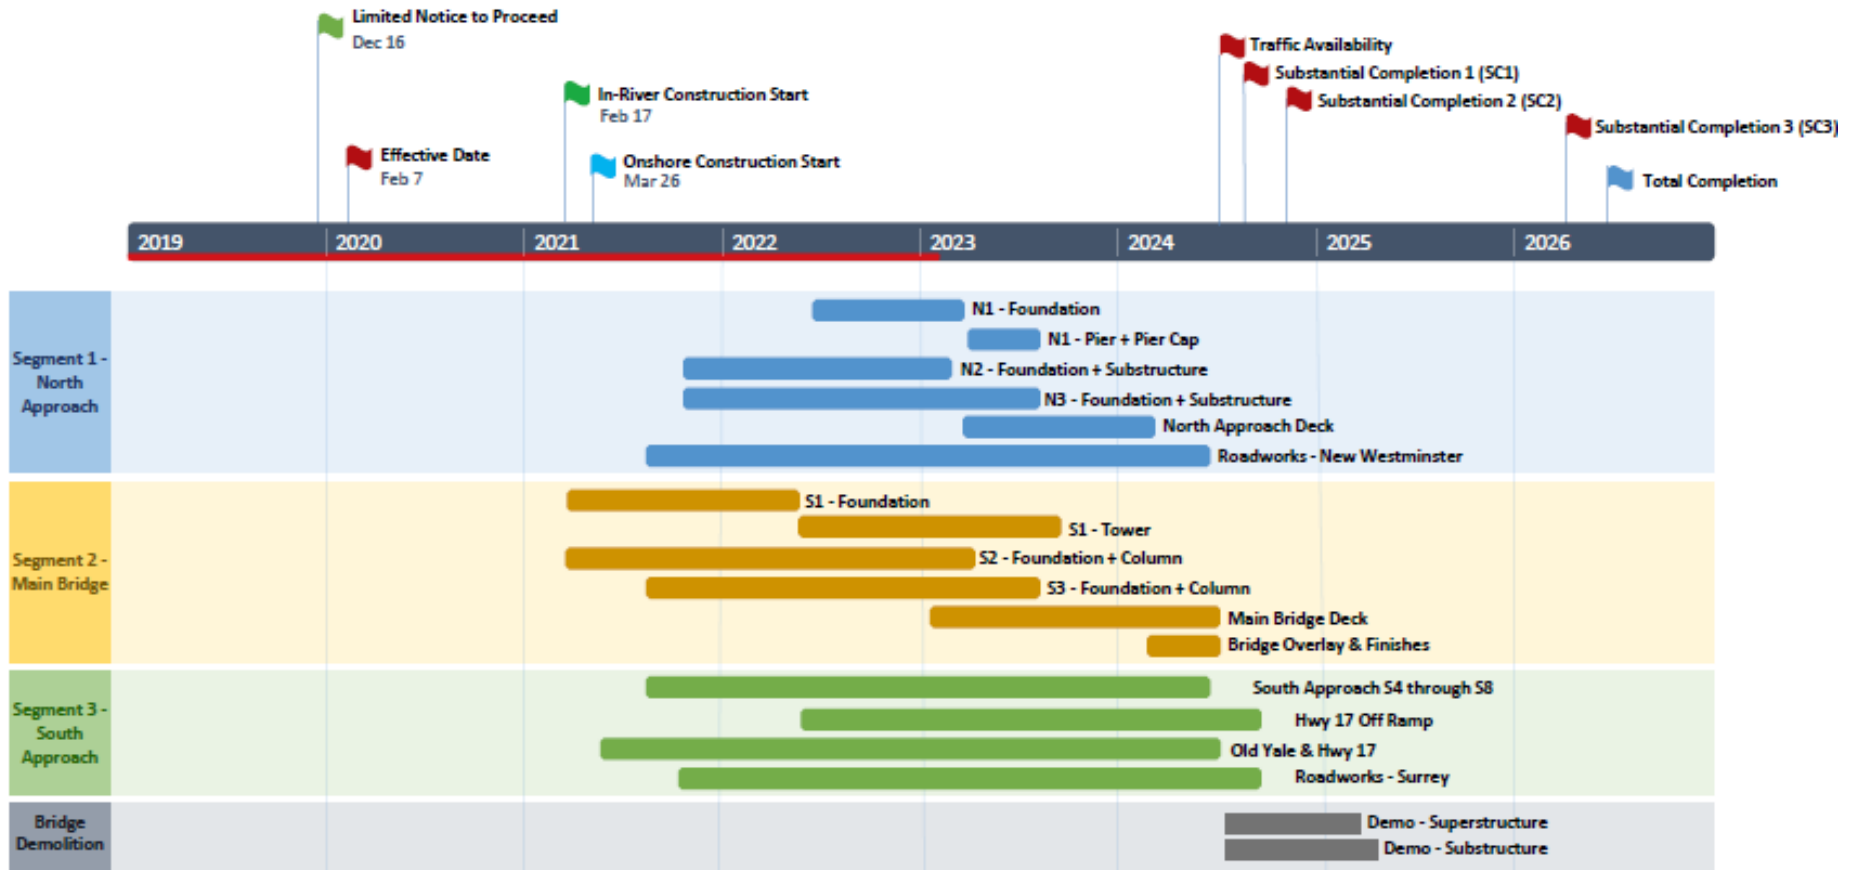 Limited Notice to Proceed
Dec 16
Traffic Availability
Substantial Completion 1 (SC1)
In-River Construction Start
Feb 17
Substantial Completion 2 (SC2)
Substantial Completion 3 (SC3)
Effective Date
Feb 7
Onshore Construction Start
Mar 26
Total Completion
2019 2020 2021 2022 2023 2024 2025 2026
Segment 1 -
North
Approach
N1 - Foundation
N1 - Pier + Pier Cap
N2 - Foundation + Substructure
N3 - Foundation + Substructure
North Approach Deck
Roadworks - New Westminster
Segment 2 -
Main Bridge
S1 - Foundation
S1 - Tower
S2 - Foundation + Column
S3 - Foundation + Column
Main Bridge Deck
Bridge Overlay & Finishes
Segment 3 -
South
Approach
South Approach S4 through S8
Hwy 17 Off Ramp
Old Yale & Hwy 17
Roadworks - Surrey
Bridge
Demolition
Demo - Superstructure
Demo - Substructure